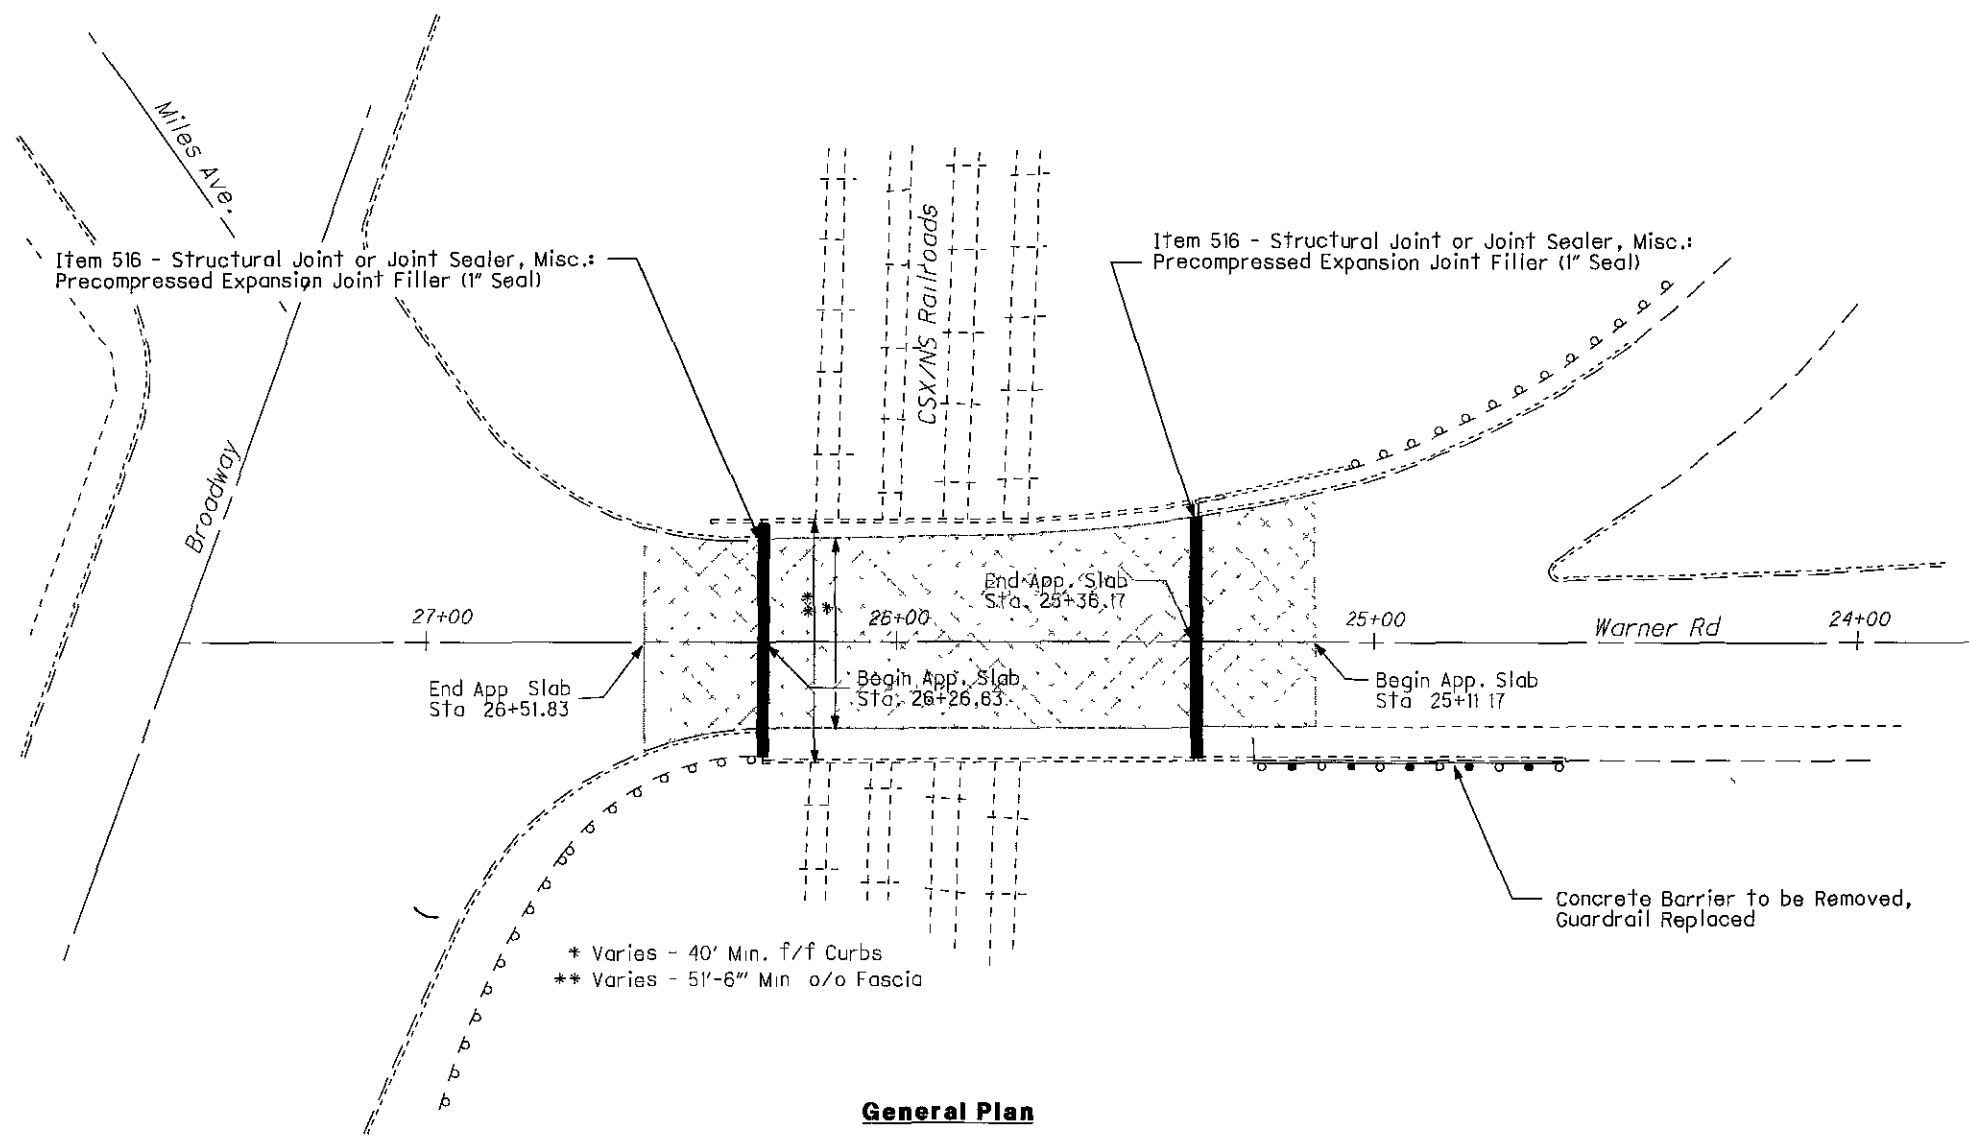 Miles Ave.
Item 516 - Structural Joint or Joint Sealer, Misc.:
Precompressed Expansion Joint Filler (1" Seal)
CSX/NS Railroads
Item 516 - Structural Joint or Joint Sealer, Misc.:
Precompressed Expansion Joint Filler (1" Seal)
Broadway
End App. Slab
Sta. 25+36.17
**
*
27+00
26+00
25+00
Warner Rd
24+00
End App Slab
Sta 26+51.83
Begin App. Slab
Sta. 26+26.63
Begin App. Slab
Sta 25+11 17
Concrete Barrier to be Removed,
Guardrail Replaced
* Varies - 40' Min. f/f Curbs
** Varies - 51'-6"' Min o/o Fascia
General Plan